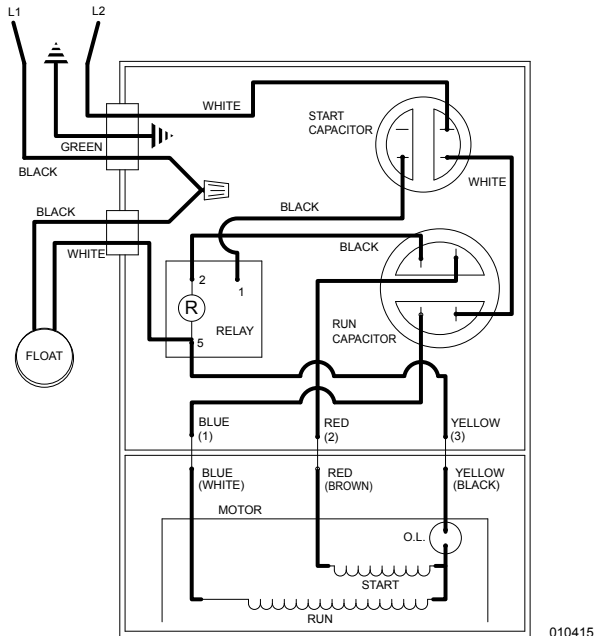 L1
L2
WHITE
START
CAPACITOR
GREEN
BLACK
WHITE
BLACK
BLACK
BLACK
WHITE
2
1
R
RELAY
RUN
CAPACITOR
5
FLOAT
BLUE
(1)
RED
(2)
YELLOW
(3)
BLUE
(WHITE)
RED
(BROWN)
YELLOW
(BLACK)
MOTOR
O.L.
START
RUN
010415